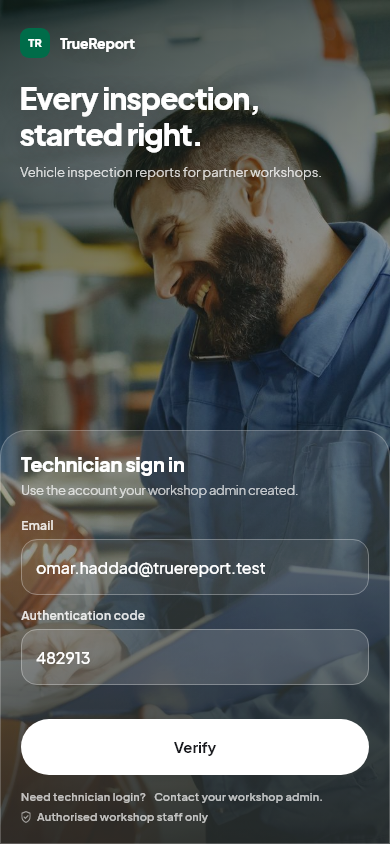 TR TrueReport
Every inspection,
started right.
Vehicle inspection reports for partner workshops.
Technician sign in
Use the account your workshop admin created.
Email
omar.haddad@truereport.test
Authentication code
482913
Verify
Need technician login? Contact your workshop admin.
Authorised workshop staff only